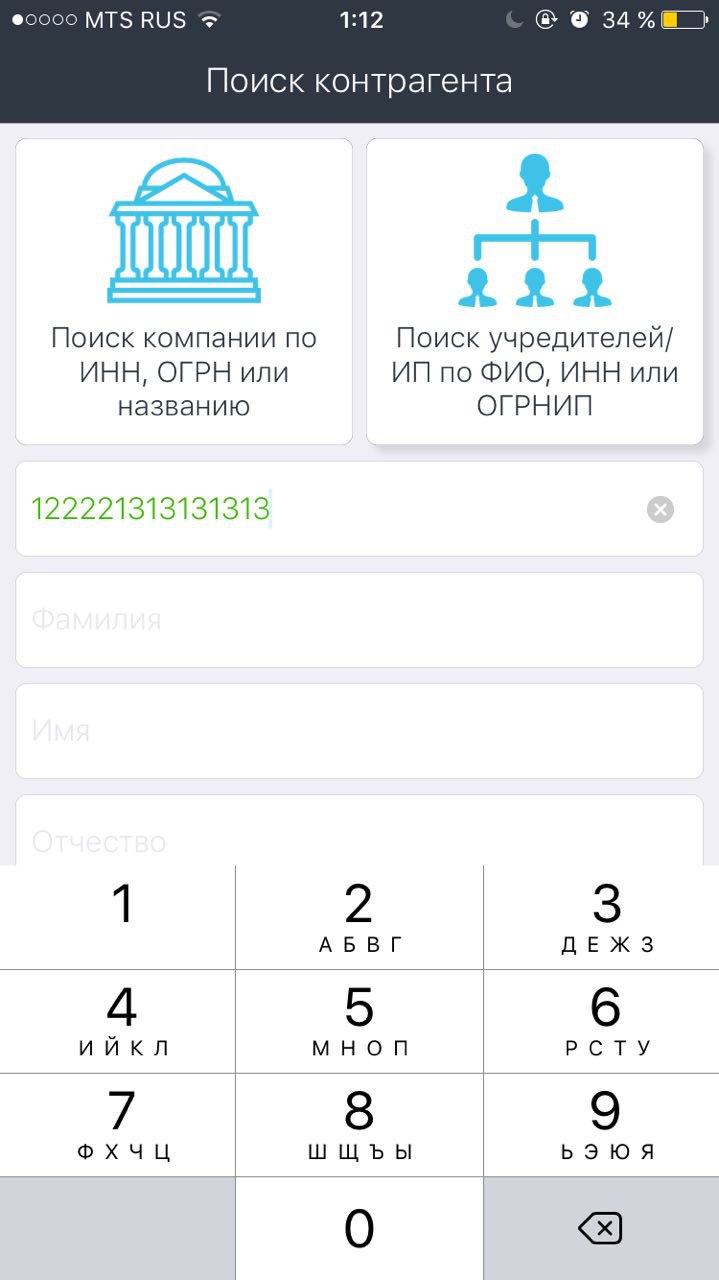 MTS RUS 1:12 34 %
Поиск контрагента
Поиск компании по
ИНН, ОГРН или
названию
Поиск учредителей/
ИП по ФИО, ИНН или
ОГРНИП
122221313131313
Фамилия
Имя
Отчество
1 2 3
АБВГ ДЕЖЗ
4 5 6
ИЙКЛ МНОП РСТУ
7 8 9
ФХЧЦ ШЩЪЫ ЬЭЮЯ
0